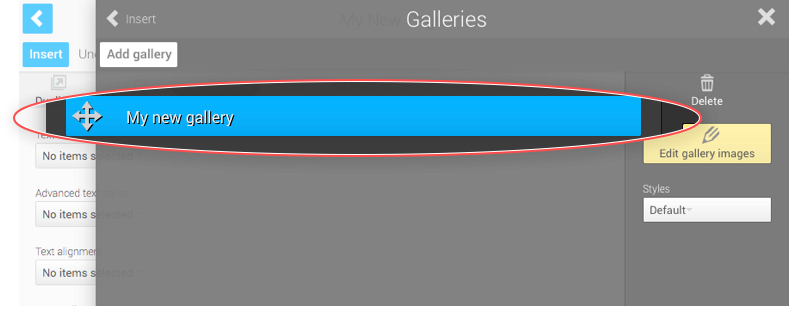 Insert
My New Galleries
Insert
Und
Add gallery
Delete
My new gallery
Text
No items selected
Edit gallery images
Advanced text styles
Styles
No items selected
Default
Text alignment
No items selected